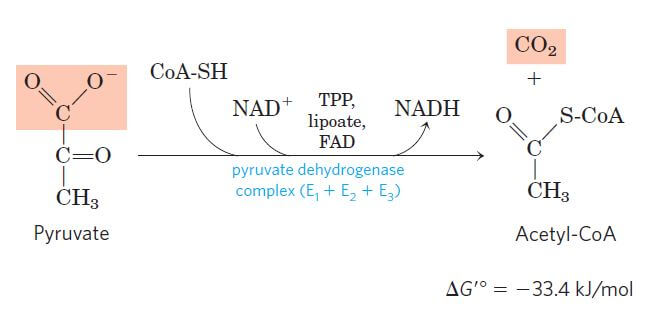 CO₂
+
O O⁻
C
C=O
CH₃
Pyruvate
CoA-SH
NAD⁺
TPP,
lipoate,
FAD
NADH
pyruvate dehydrogenase
complex (E₁ + E₂ + E₃)
O S-CoA
C
CH₃
Acetyl-CoA
ΔG′° = −33.4 kJ/mol